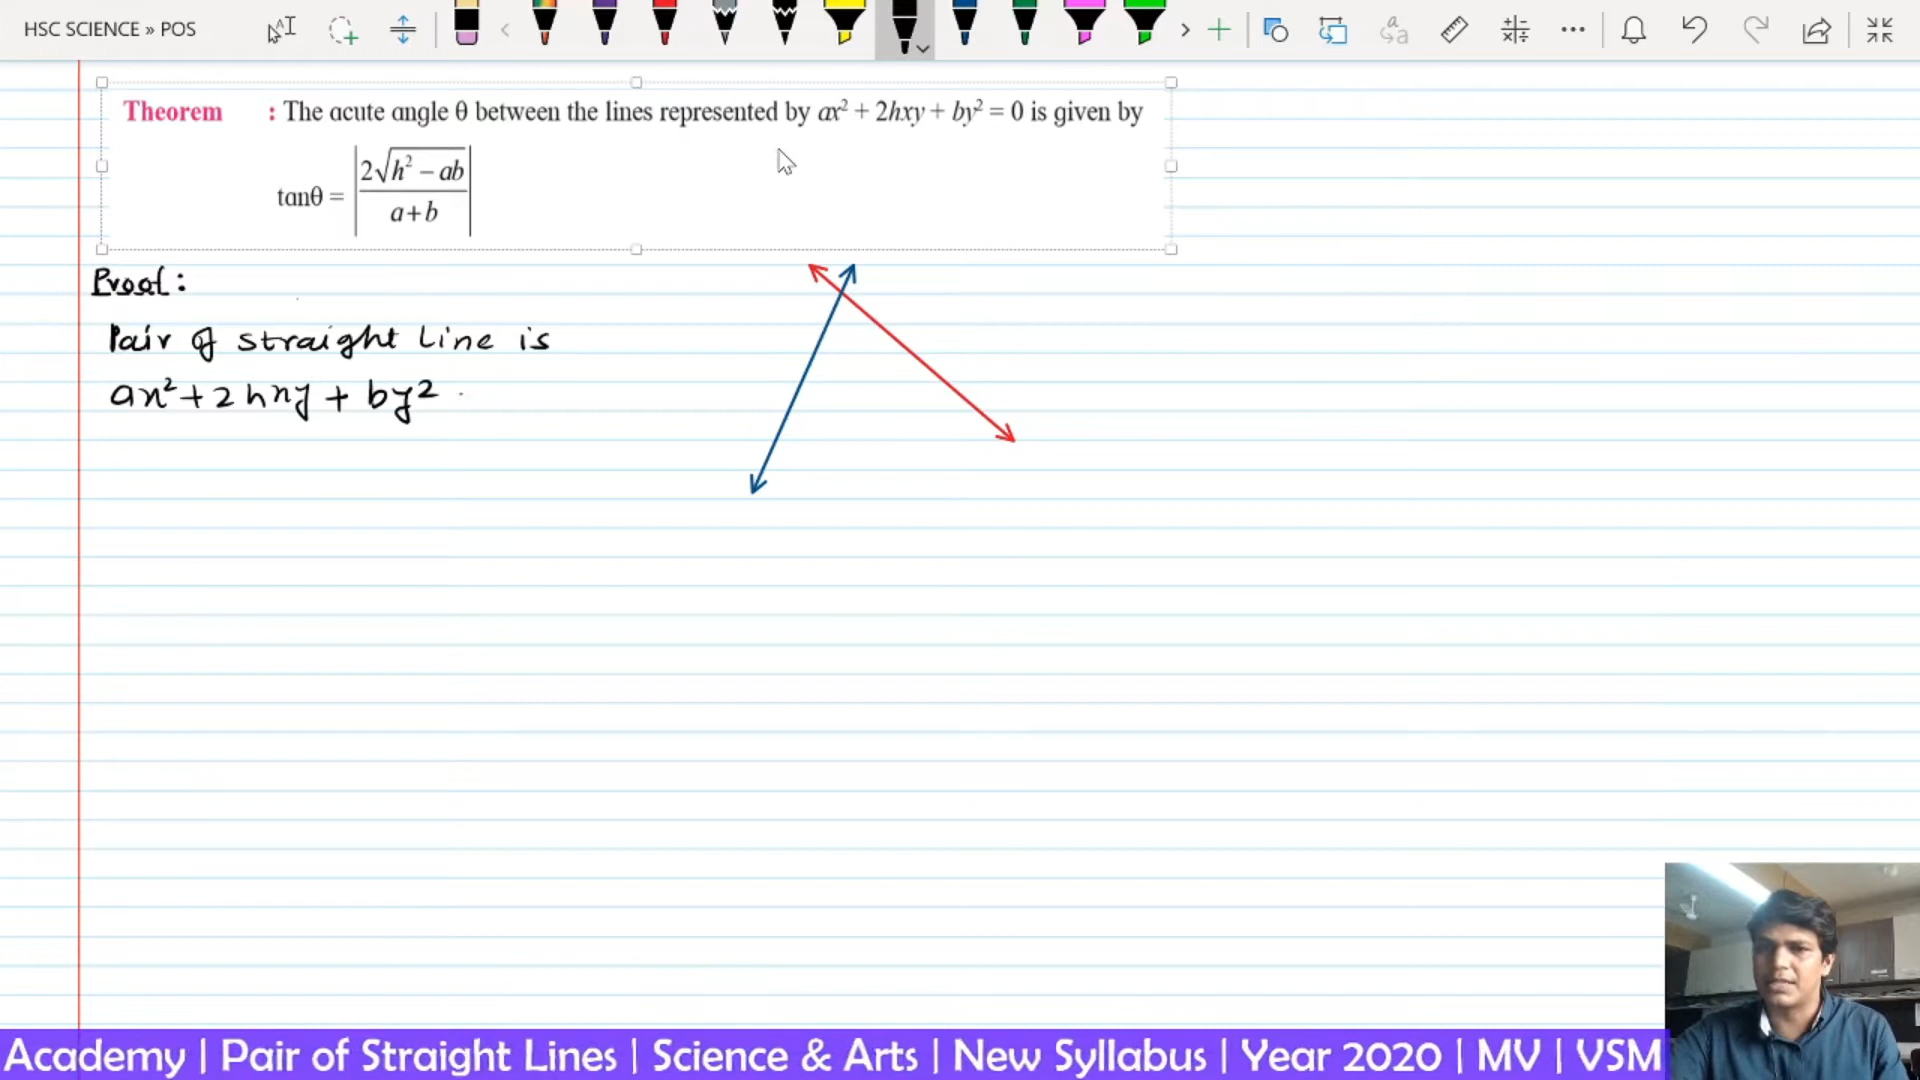 HSC SCIENCE » POS
Theorem : The acute angle θ between the lines represented by ax² + 2hxy + by² = 0 is given by
tanθ = |2√(h² – ab) / (a+b)|
Proof:
Pair of straight Line is
ax² + 2hxy + by²
Academy | Pair of Straight Lines | Science & Arts | New Syllabus | Year 2020 | MV | VSM